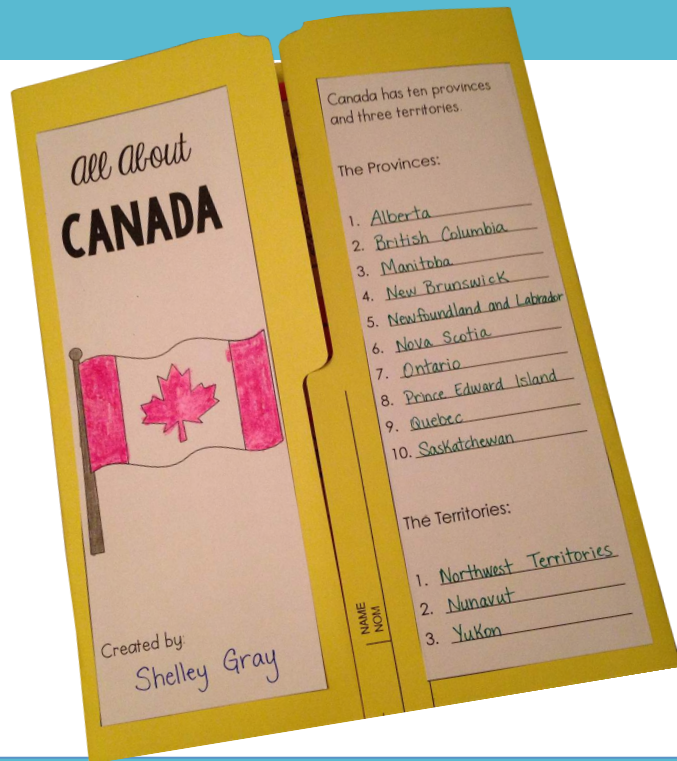 All About
CANADA
Created by:
Shelley Gray
NAME
NOM
Canada has ten provinces
and three territories.
The Provinces:
1. Alberta
2. British Columbia
3. Manitoba
4. New Brunswick
5. Newfoundland and Labrador
6. Nova Scotia
7. Ontario
8. Prince Edward Island
9. Quebec
10. Saskatchewan
The Territories:
1. Northwest Territories
2. Nunavut
3. Yukon